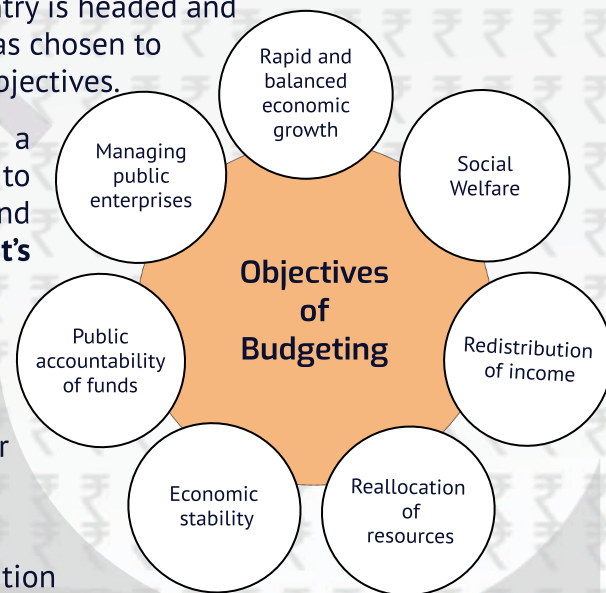 ntry is headed and
as chosen to
bjectives.
a
to
nd
t's
r
tion
Objectives
of
Budgeting
Rapid and
balanced
economic
growth
Social
Welfare
Redistribution
of income
Reallocation
of
resources
Economic
stability
Public
accountability
of funds
Managing
public
enterprises